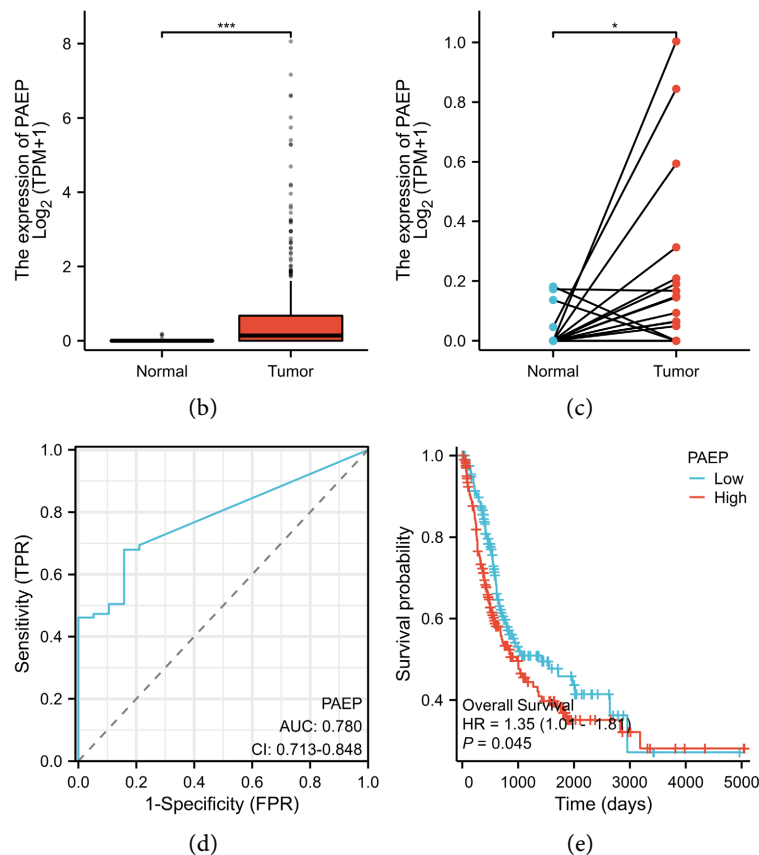 The expression of PAEP
Log2 (TPM+1)
8
6
4
2
0
***
Normal
Tumor
(b)
The expression of PAEP
Log2 (TPM+1)
1.0
0.8
0.6
0.4
0.2
0.0
*
Normal
Tumor
(c)
Sensitivity (TPR)
1.0
0.8
0.6
0.4
0.2
0.0
PAEP
AUC: 0.780
CI: 0.713-0.848
0.0
0.2
0.4
0.6
0.8
1.0
1-Specificity (FPR)
(d)
Survival probability
1.0
0.8
0.6
0.4
PAEP
Low
High
Overall Survival
HR = 1.35 (1.01 - 1.81)
P = 0.045
0
1000
2000
3000
4000
5000
Time (days)
(e)